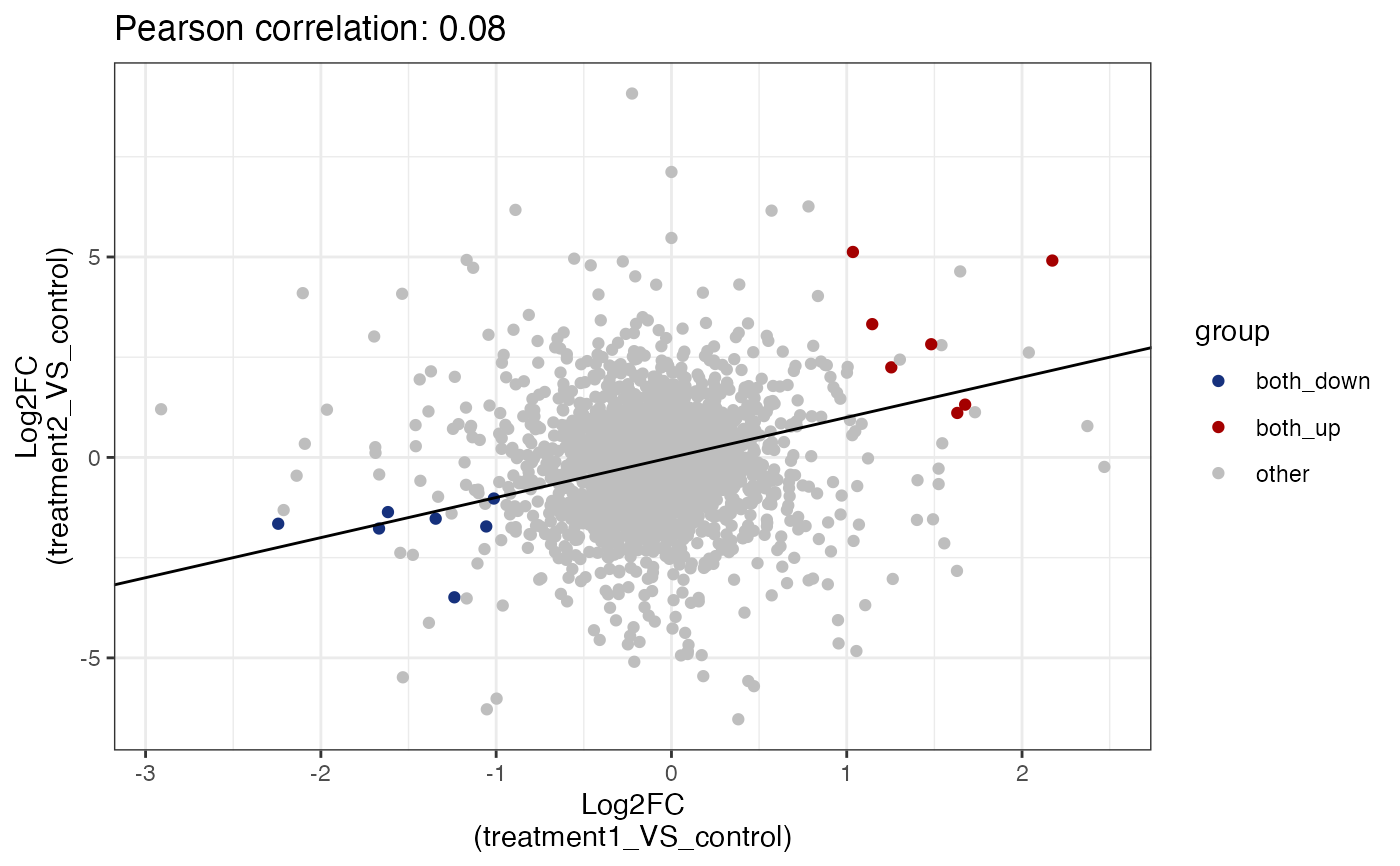 Pearson correlation: 0.08
Log2FC
(treatment2_VS_control)
5
0
-5
-3
-2
-1
0
1
2
Log2FC
(treatment1_VS_control)
group
both_down
both_up
other